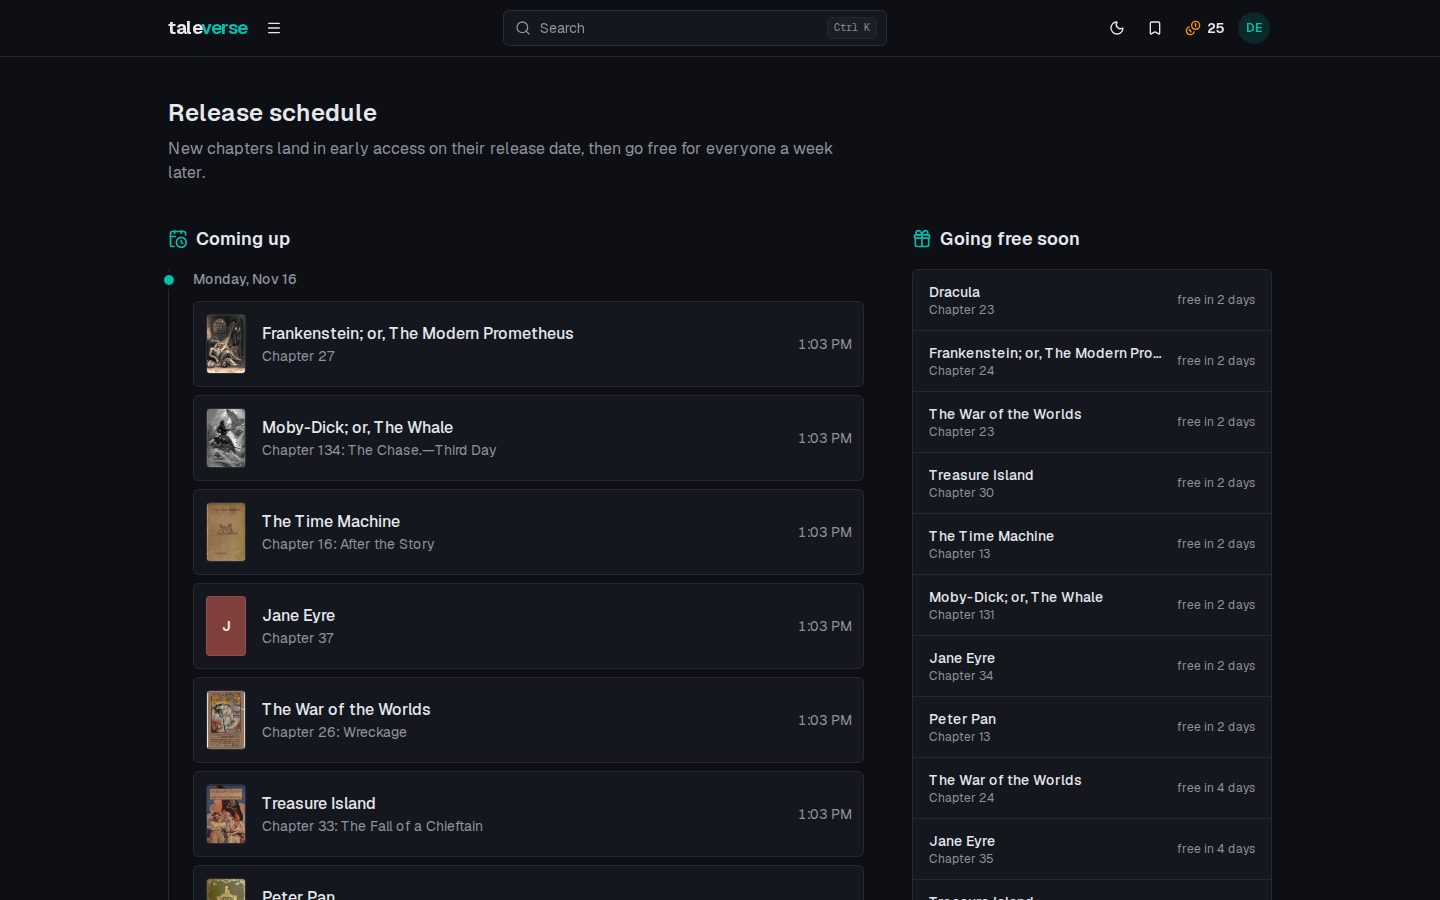 taleverse
Search
Ctrl K
25
DE
Release schedule
New chapters land in early access on their release date, then go free for everyone a week
later.
Coming up
Monday, Nov 16
Frankenstein; or, The Modern Prometheus
Chapter 27
1:03 PM
Moby-Dick; or, The Whale
Chapter 134: The Chase.—Third Day
1:03 PM
The Time Machine
Chapter 16: After the Story
1:03 PM
J
Jane Eyre
Chapter 37
1:03 PM
The War of the Worlds
Chapter 26: Wreckage
1:03 PM
Treasure Island
Chapter 33: The Fall of a Chieftain
1:03 PM
Peter Pan
Going free soon
Dracula
Chapter 23
free in 2 days
Frankenstein; or, The Modern Pro…
Chapter 24
free in 2 days
The War of the Worlds
Chapter 23
free in 2 days
Treasure Island
Chapter 30
free in 2 days
The Time Machine
Chapter 13
free in 2 days
Moby-Dick; or, The Whale
Chapter 131
free in 2 days
Jane Eyre
Chapter 34
free in 2 days
Peter Pan
Chapter 13
free in 2 days
The War of the Worlds
Chapter 24
free in 4 days
Jane Eyre
Chapter 35
free in 4 days
Treasure Island